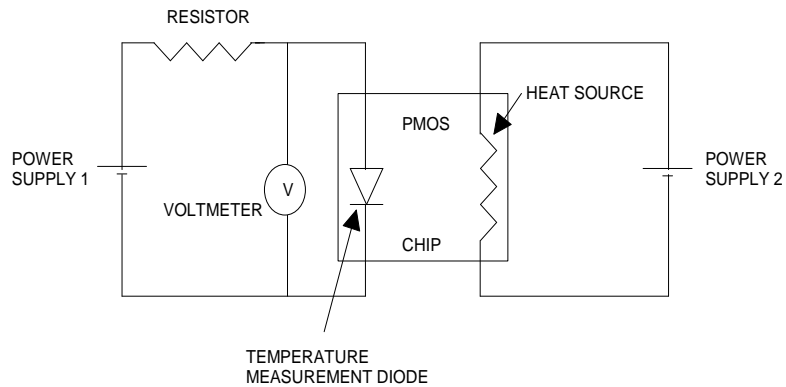 RESISTOR
HEAT SOURCE
PMOS
POWER
SUPPLY 1
POWER
SUPPLY 2
V
VOLTMETER
CHIP
TEMPERATURE
MEASUREMENT DIODE